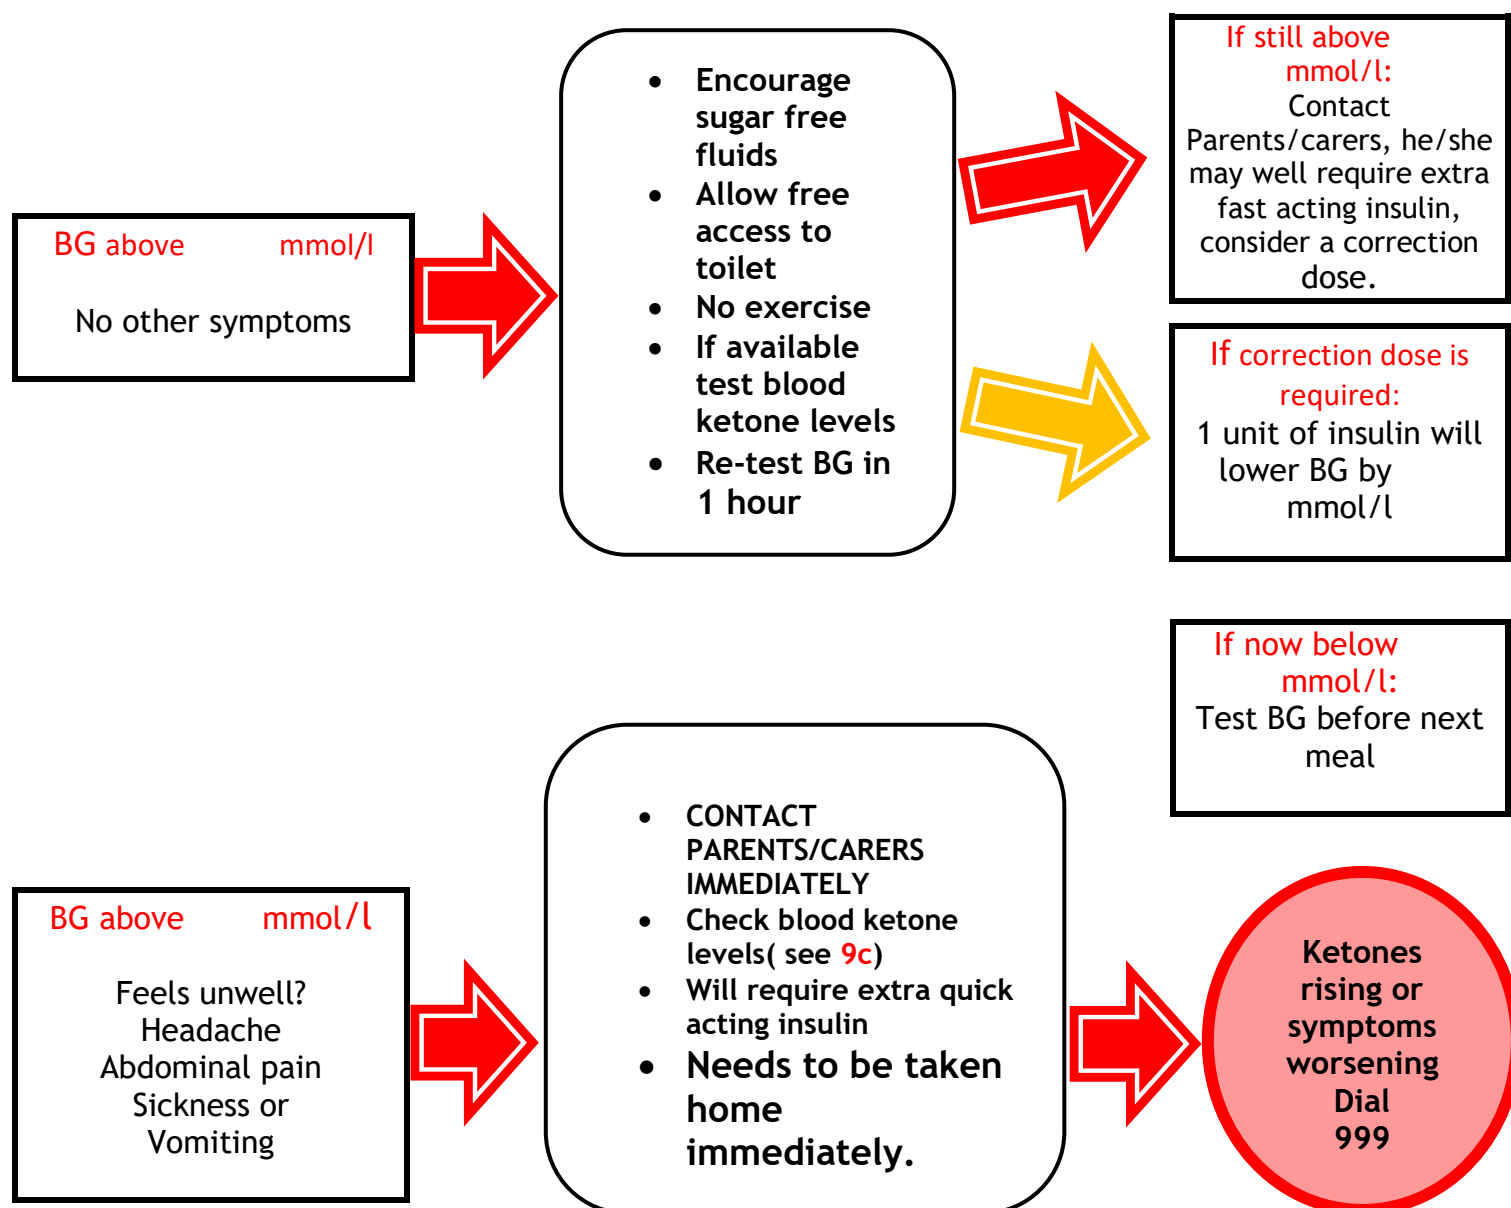 BG above mmol/l
No other symptoms
• Encourage
sugar free
fluids
• Allow free
access to
toilet
• No exercise
• If available
test blood
ketone levels
• Re-test BG in
1 hour
If still above
mmol/l:
Contact
Parents/carers, he/she
may well require extra
fast acting insulin,
consider a correction
dose.
If correction dose is
required:
1 unit of insulin will
lower BG by
mmol/l
If now below
mmol/l:
Test BG before next
meal
BG above mmol/l
Feels unwell?
Headache
Abdominal pain
Sickness or
Vomiting
• CONTACT
PARENTS/CARERS
IMMEDIATELY
• Check blood ketone
levels( see 9c)
• Will require extra quick
acting insulin
• Needs to be taken
home
immediately.
Ketones
rising or
symptoms
worsening
Dial
999